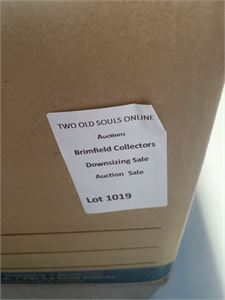 TWO OLD SOULS ONLINE
Auctions
Brimfield Collectors
Downsizing Sale
Auction Sale
Lot 1019